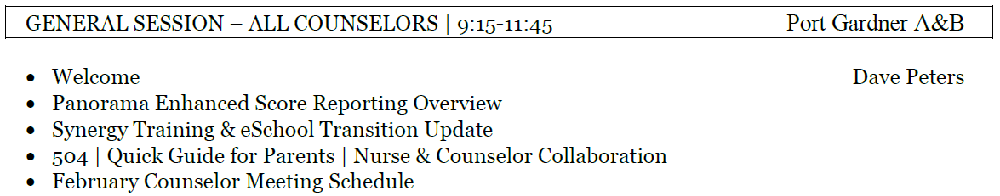 GENERAL SESSION – ALL COUNSELORS | 9:15-11:45 Port Gardner A&B
• Welcome Dave Peters
• Panorama Enhanced Score Reporting Overview
• Synergy Training & eSchool Transition Update
• 504 | Quick Guide for Parents | Nurse & Counselor Collaboration
• February Counselor Meeting Schedule